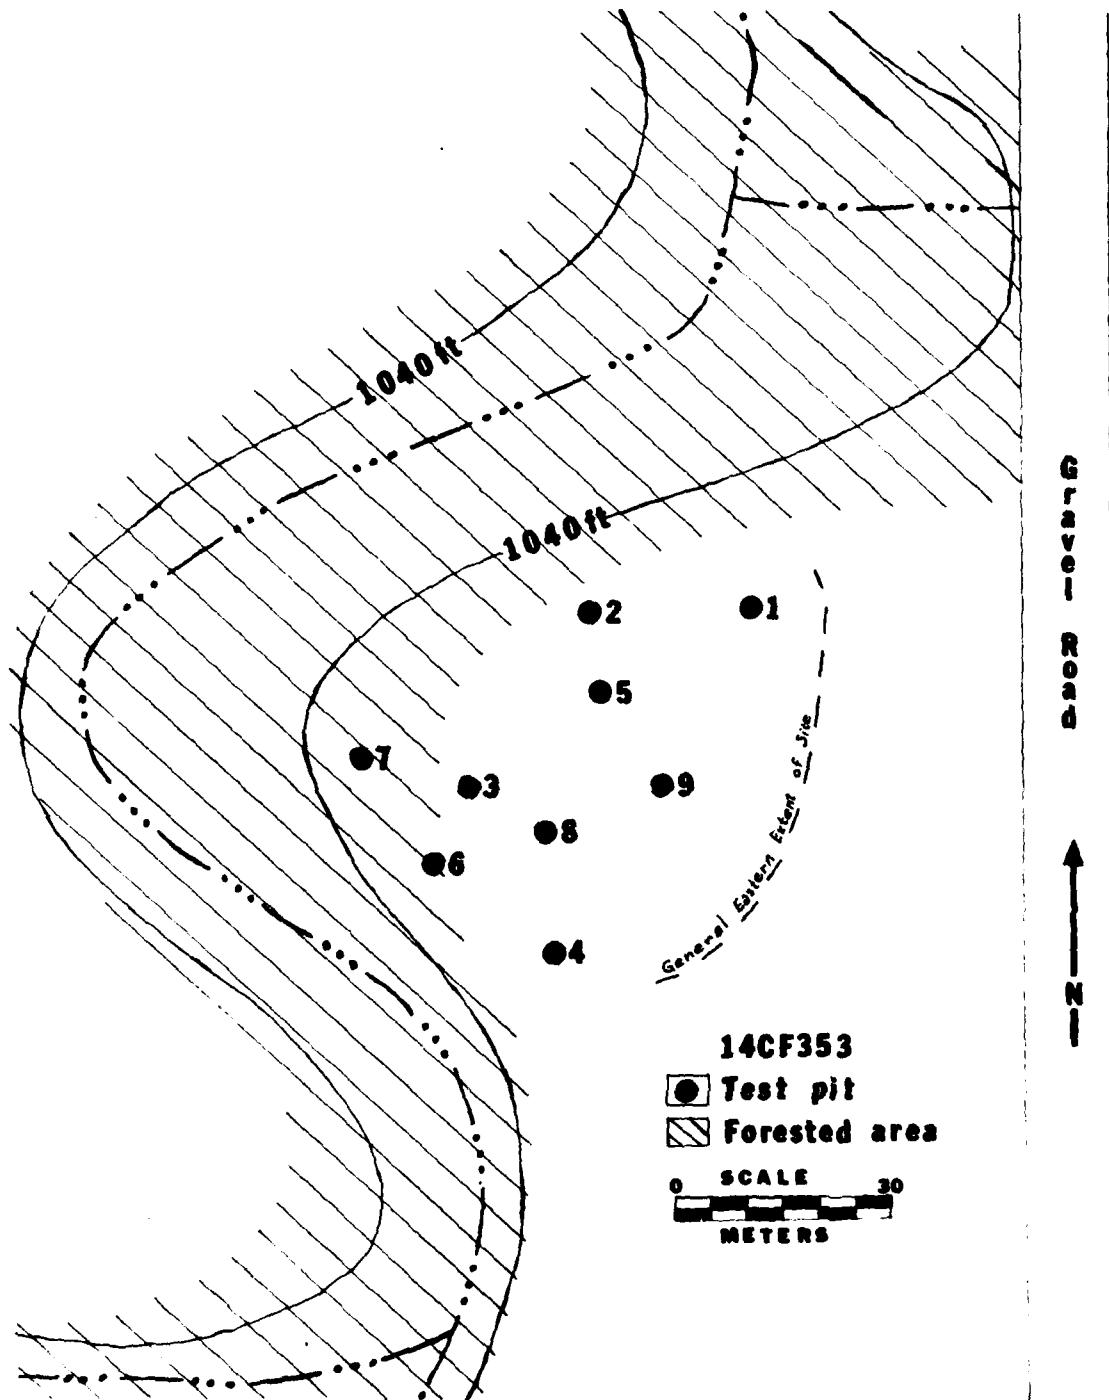 1040ft
1040ft
Gravel Road
2
1
5
7
3
9
8
6
4
General Eastern Extent of Site
N
14CF353
Test pit
Forested area
SCALE
0 30
METERS